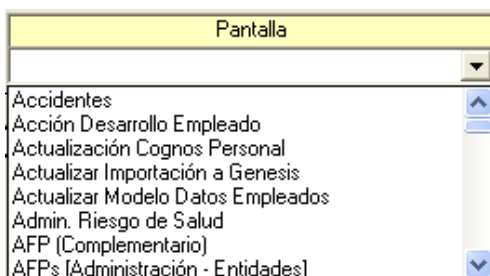 Pantalla
Accidentes
Acción Desarrollo Empleado
Actualización Cognos Personal
Actualizar Importación a Genesis
Actualizar Modelo Datos Empleados
Admin. Riesgo de Salud
AFP (Complementario)
AFPs (Administración - Entidades)